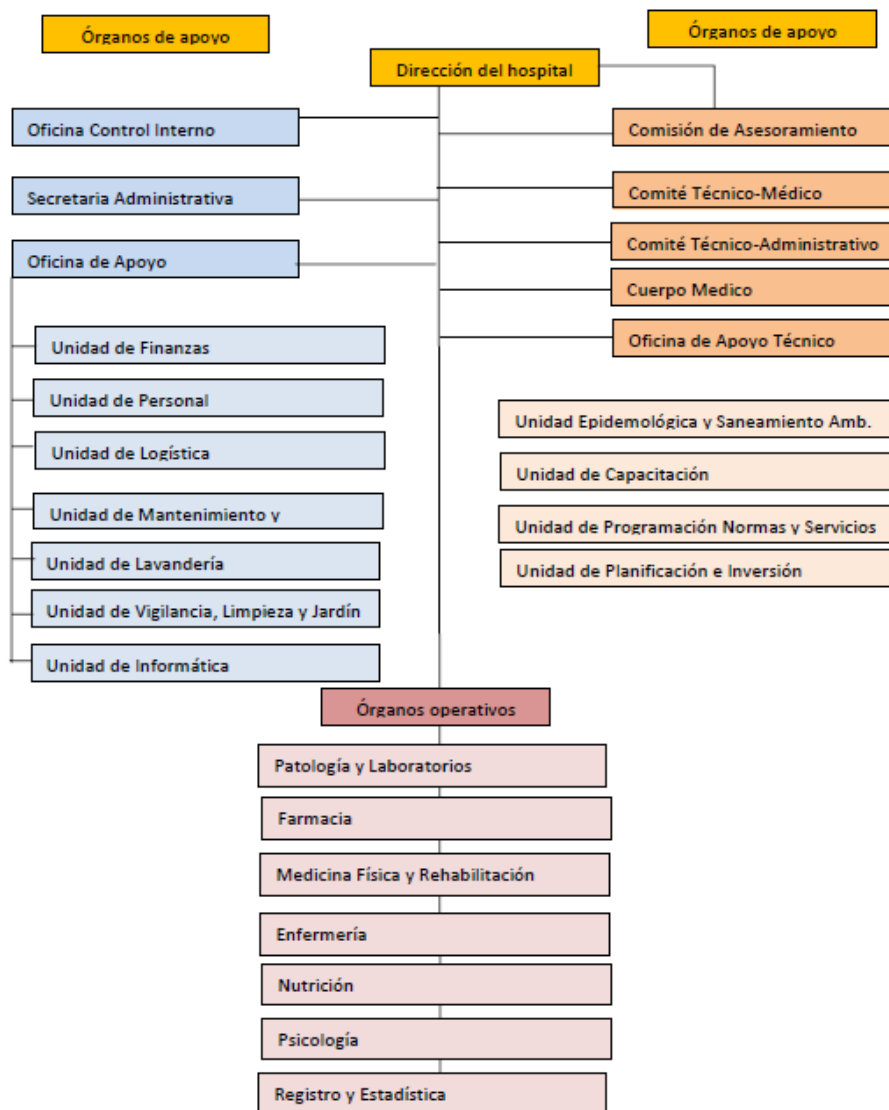 Órganos de apoyo
Órganos de apoyo
Dirección del hospital
Oficina Control Interno
Secretaria Administrativa
Oficina de Apoyo
Unidad de Finanzas
Unidad de Personal
Unidad de Logística
Unidad de Mantenimiento y
Unidad de Lavandería
Unidad de Vigilancia, Limpieza y Jardín
Unidad de Informática
Comisión de Asesoramiento
Comité Técnico-Médico
Comité Técnico-Administrativo
Cuerpo Medico
Oficina de Apoyo Técnico
Unidad Epidemológica y Saneamiento Amb.
Unidad de Capacitación
Unidad de Programación Normas y Servicios
Unidad de Planificación e Inversión
Órganos operativos
Patología y Laboratorios
Farmacia
Medicina Física y Rehabilitación
Enfermería
Nutrición
Psicología
Registro y Estadística